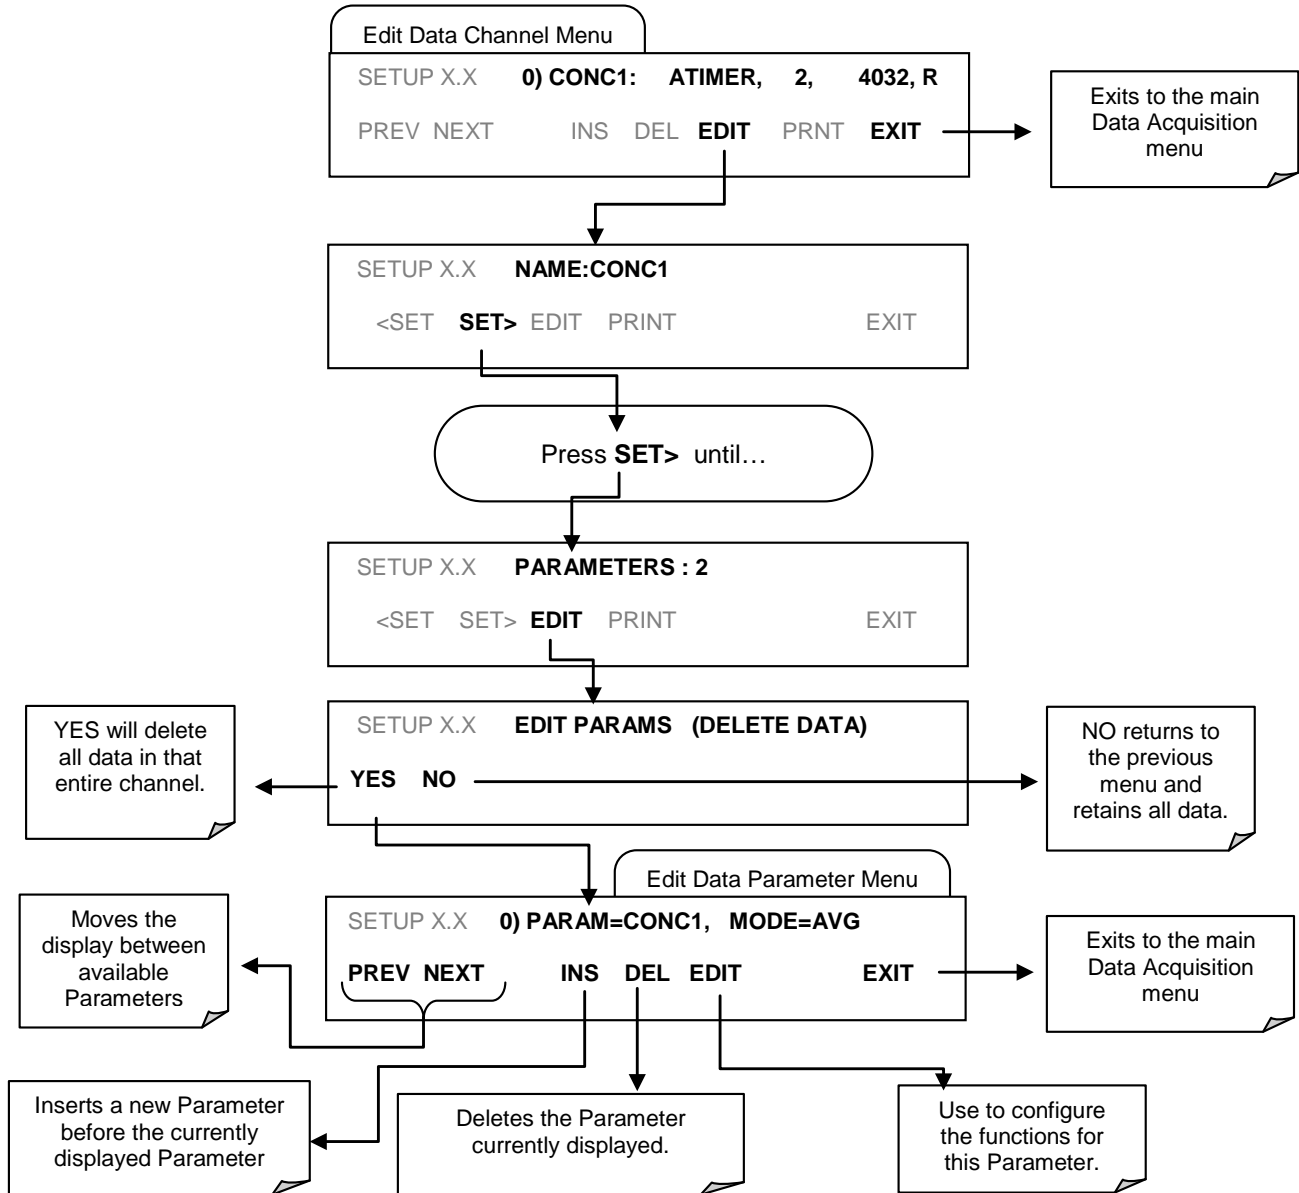 Edit Data Channel Menu
SETUP X.X 0) CONC1: ATIMER, 2, 4032, R
PREV NEXT INS DEL EDIT PRNT EXIT
Exits to the main
Data Acquisition
menu
SETUP X.X NAME:CONC1
<SET SET> EDIT PRINT EXIT
Press SET> until…
SETUP X.X PARAMETERS : 2
<SET SET> EDIT PRINT EXIT
YES will delete
all data in that
entire channel.
SETUP X.X EDIT PARAMS (DELETE DATA)
YES NO
NO returns to
the previous
menu and
retains all data.
Edit Data Parameter Menu
Moves the
display between
available
Parameters
SETUP X.X 0) PARAM=CONC1, MODE=AVG
PREV NEXT INS DEL EDIT EXIT
Exits to the main
Data Acquisition
menu
Inserts a new Parameter
before the currently
displayed Parameter
Deletes the Parameter
currently displayed.
Use to configure
the functions for
this Parameter.